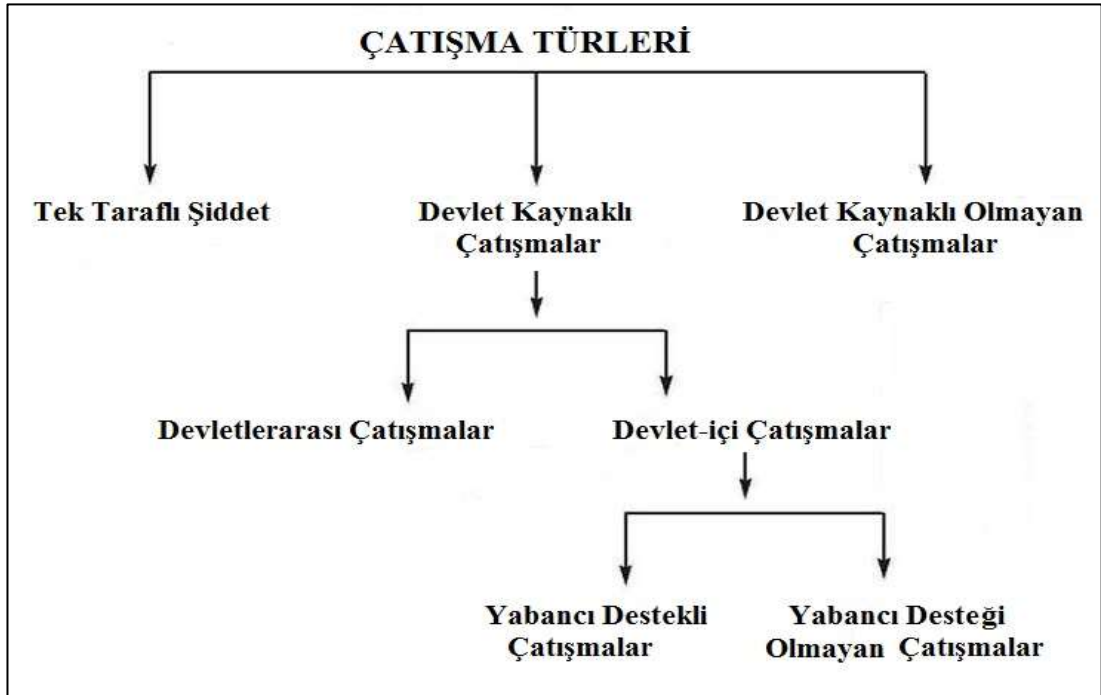 ÇATIŞMA TÜRLERİ
Tek Taraflı Şiddet
Devlet Kaynaklı
Çatışmalar
Devlet Kaynaklı Olmayan
Çatışmalar
Devletlerarası Çatışmalar
Devlet-içi Çatışmalar
Yabancı Destekli
Çatışmalar
Yabancı Desteği
Olmayan Çatışmalar